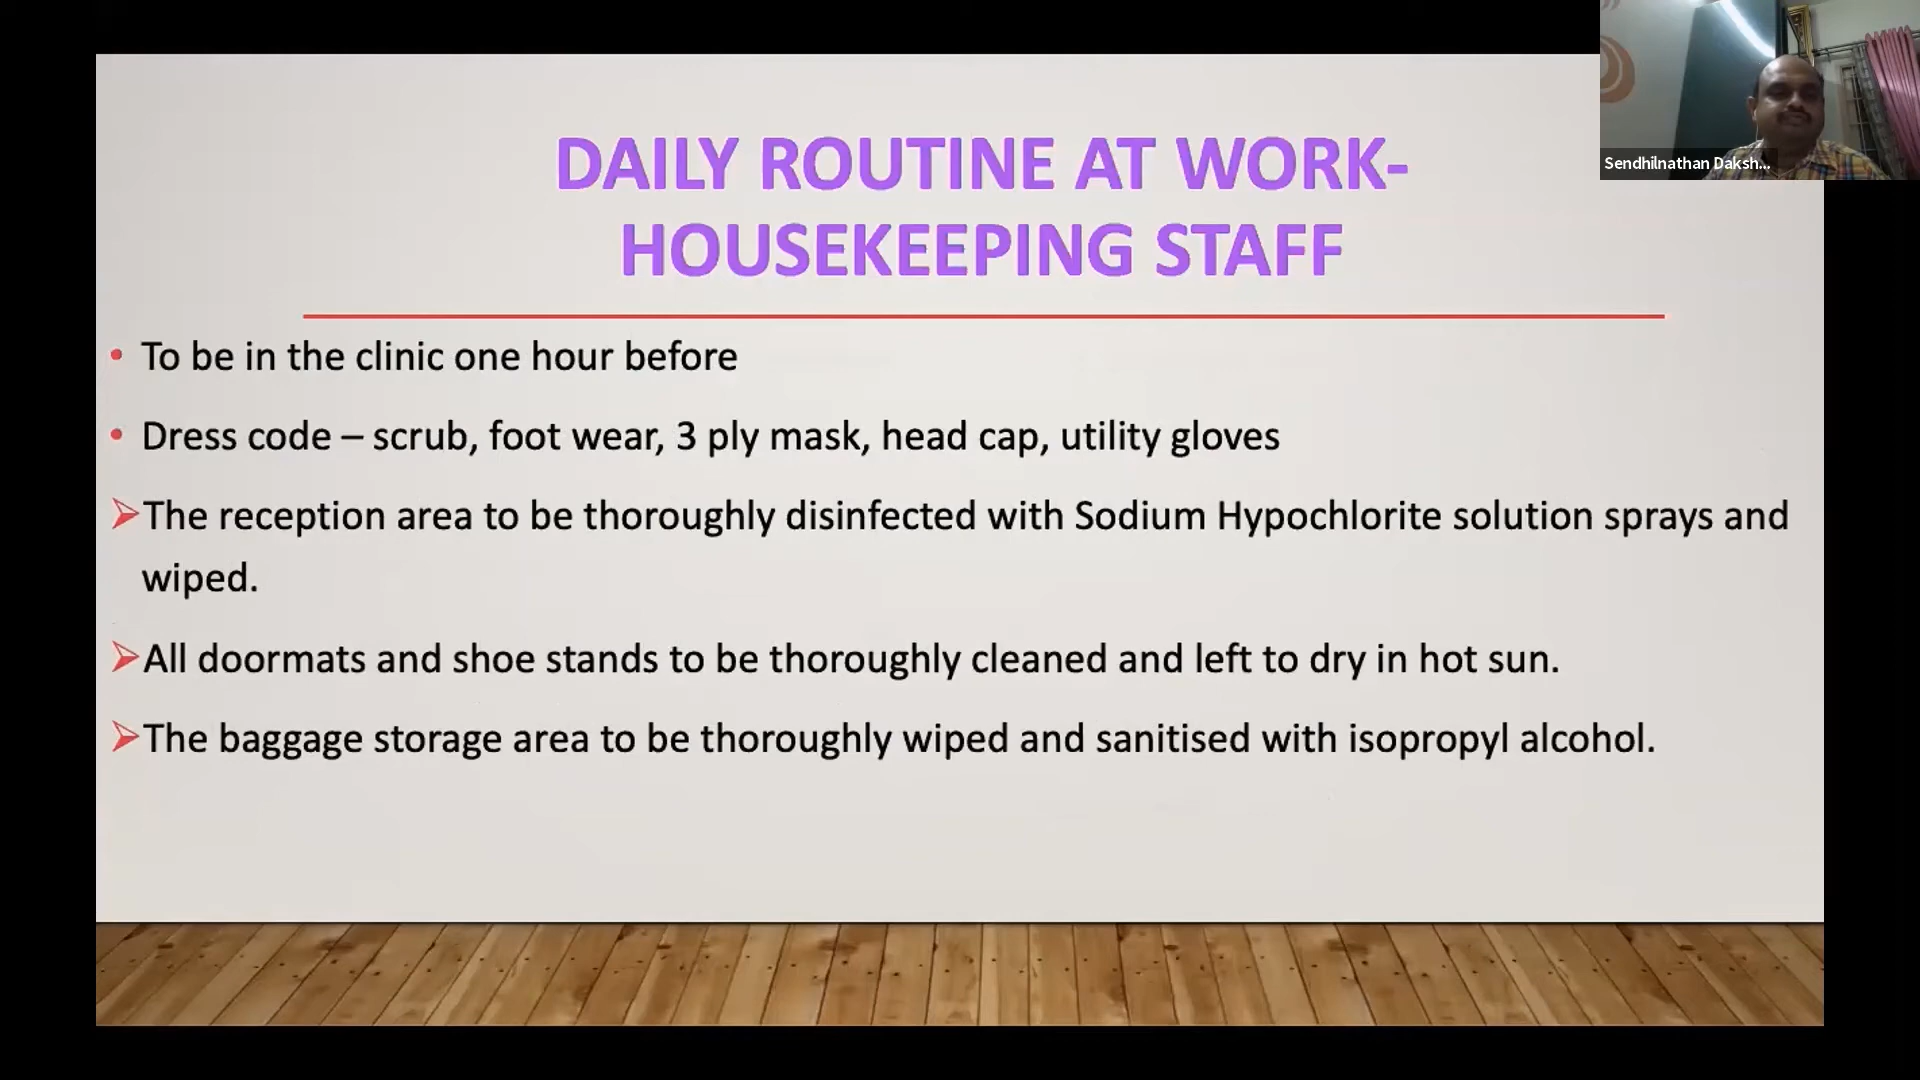 DAILY ROUTINE AT WORK-
HOUSEKEEPING STAFF
• To be in the clinic one hour before
• Dress code – scrub, foot wear, 3 ply mask, head cap, utility gloves
➢The reception area to be thoroughly disinfected with Sodium Hypochlorite solution sprays and
wiped.
➢All doormats and shoe stands to be thoroughly cleaned and left to dry in hot sun.
➢The baggage storage area to be thoroughly wiped and sanitised with isopropyl alcohol.
Sendhilnathan Daksh...